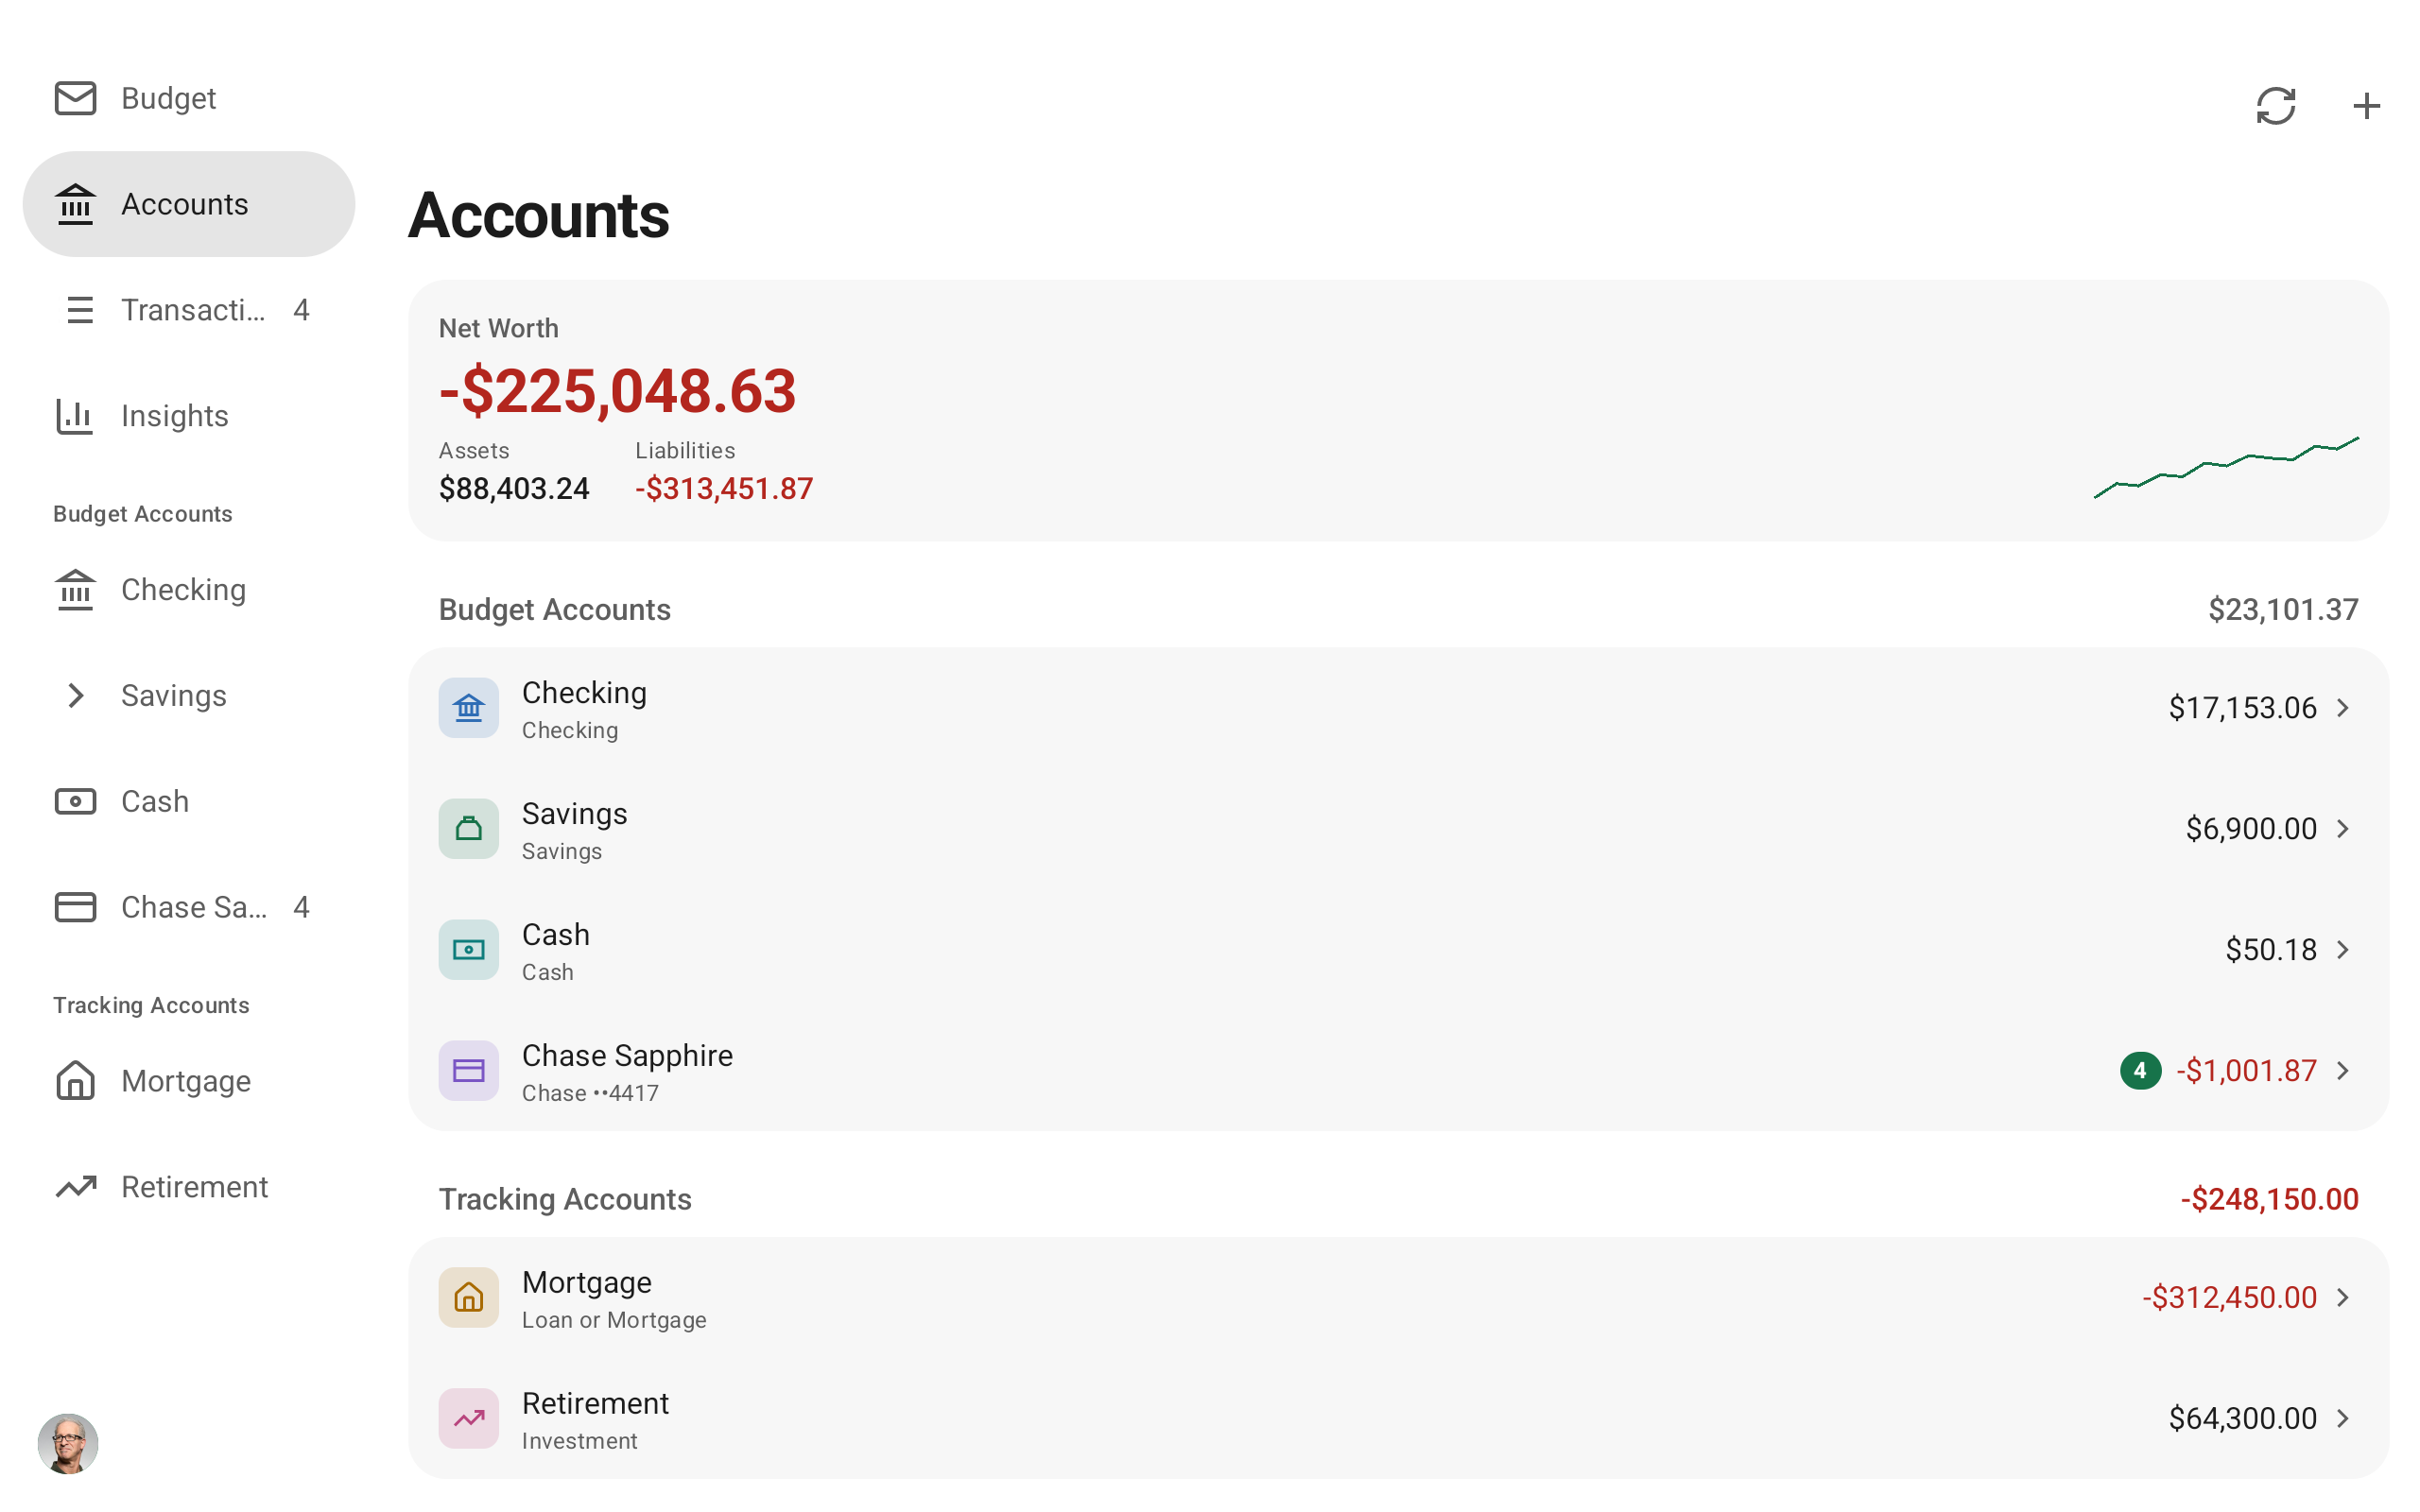 Budget
Accounts
Transacti... 4
Insights
Budget Accounts
Checking
Savings
Cash
Chase Sa... 4
Tracking Accounts
Mortgage
Retirement
Accounts
Net Worth
-$225,048.63
Assets Liabilities
$88,403.24 -$313,451.87
Budget Accounts $23,101.37
Checking
Checking
$17,153.06
Savings
Savings
$6,900.00
Cash
Cash
$50.18
Chase Sapphire
Chase ••4417
4 -$1,001.87
Tracking Accounts -$248,150.00
Mortgage
Loan or Mortgage
-$312,450.00
Retirement
Investment
$64,300.00